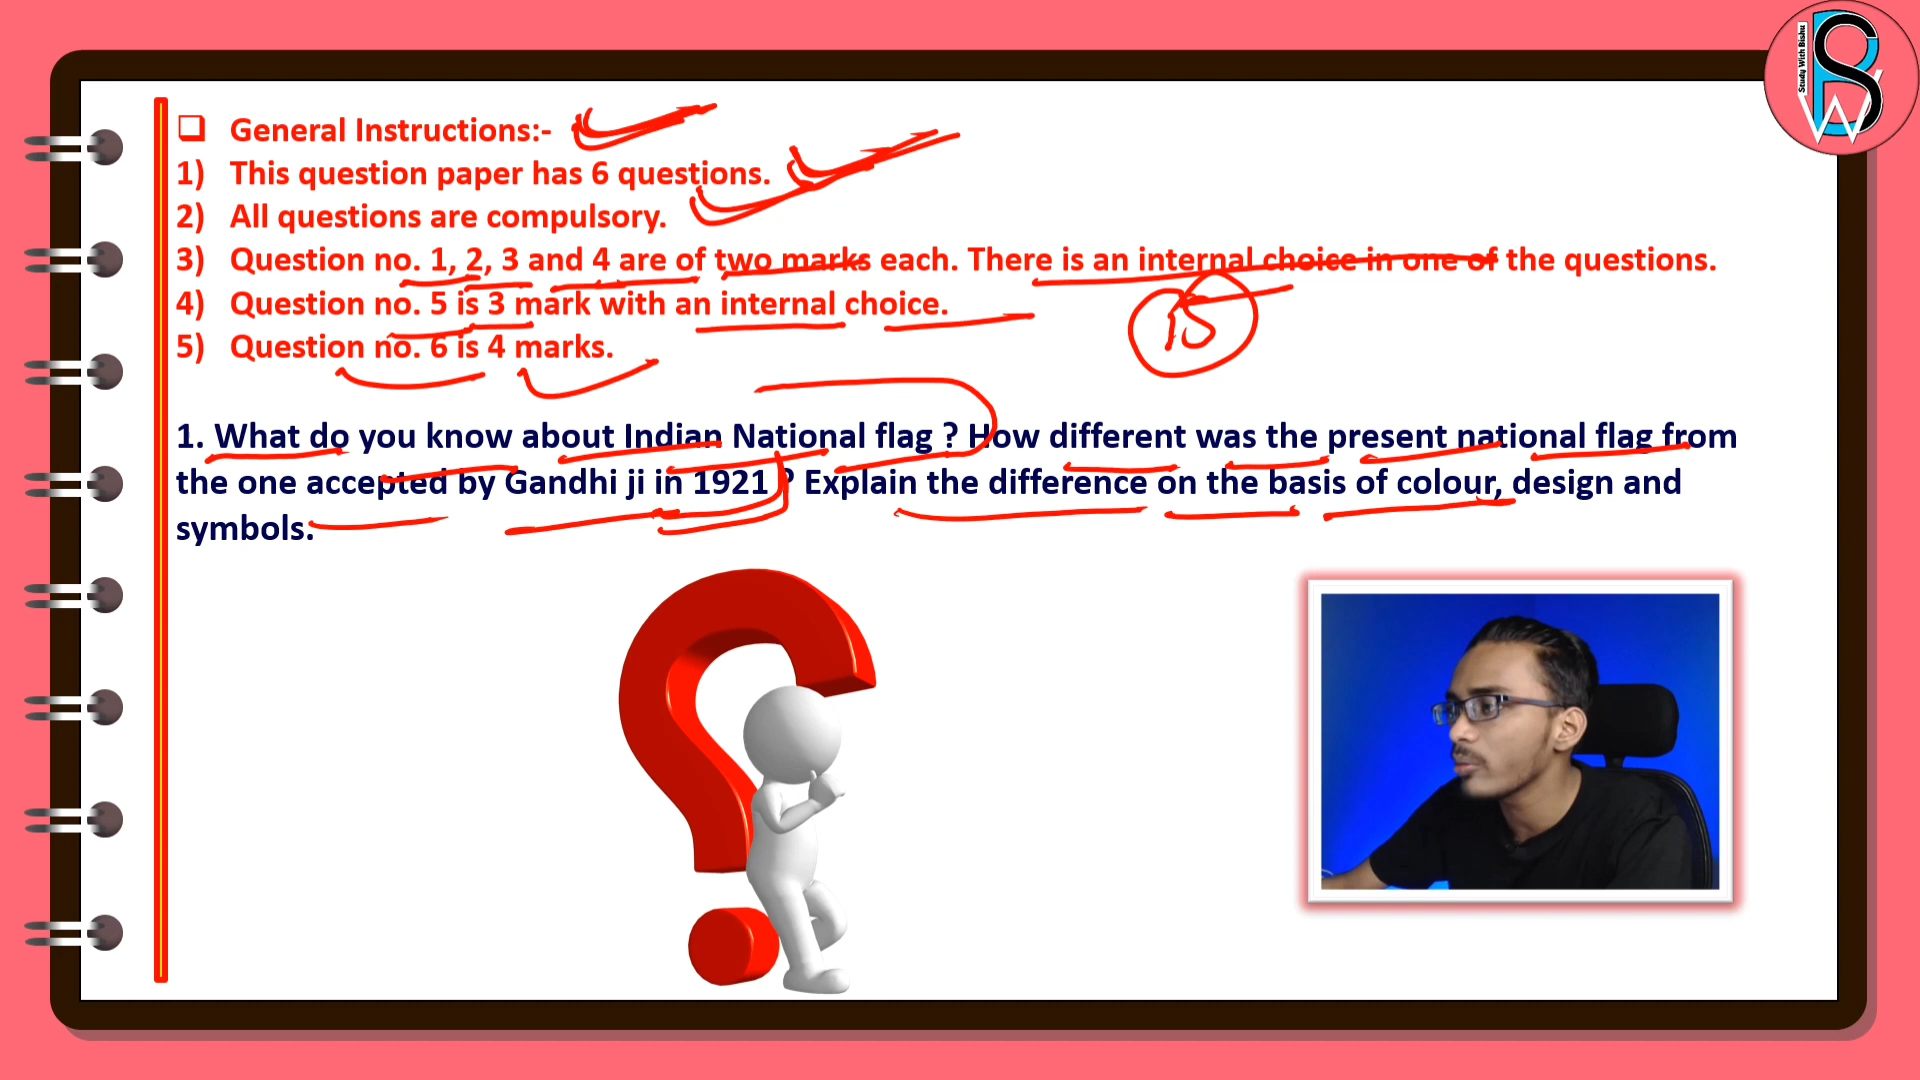 Study With Bishu
B S W
❑ General Instructions:-
1) This question paper has 6 questions.
2) All questions are compulsory.
3) Question no. 1, 2, 3 and 4 are of two marks each. There is an internal choice in one of the questions.
4) Question no. 5 is 3 mark with an internal choice.
15
5) Question no. 6 is 4 marks.
1. What do you know about Indian National flag ? How different was the present national flag from
the one accepted by Gandhi ji in 1921 ? Explain the difference on the basis of colour, design and
symbols.